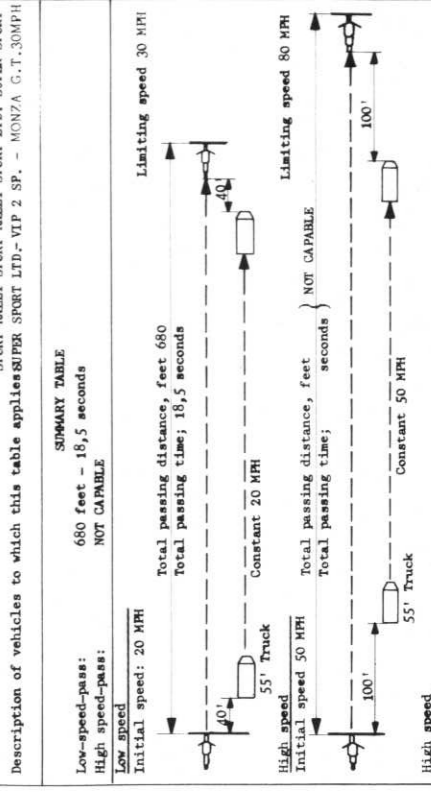 Description of vehicles to which this table applies SUPER SPORT LTD.- VIP 2 SP. - MONZA G.T.30MPH
SUMMARY TABLE
Low-speed-pass: 680 feet - 18,5 seconds
High speed-pass: NOT CAPABLE
Low speed
Initial speed: 20 MPH
Limiting speed 30 MPH
Total passing distance, feet 680
Total passing time; 18,5 seconds
40'
40'
Constant 20 MPH
55' Truck
High speed
Initial speed 50 MPH
Limiting speed 80 MPH
Total passing distance, feet
Total passing time; seconds
} NOT CAPABLE
100'
100'
Constant 50 MPH
55' Truck
High speed